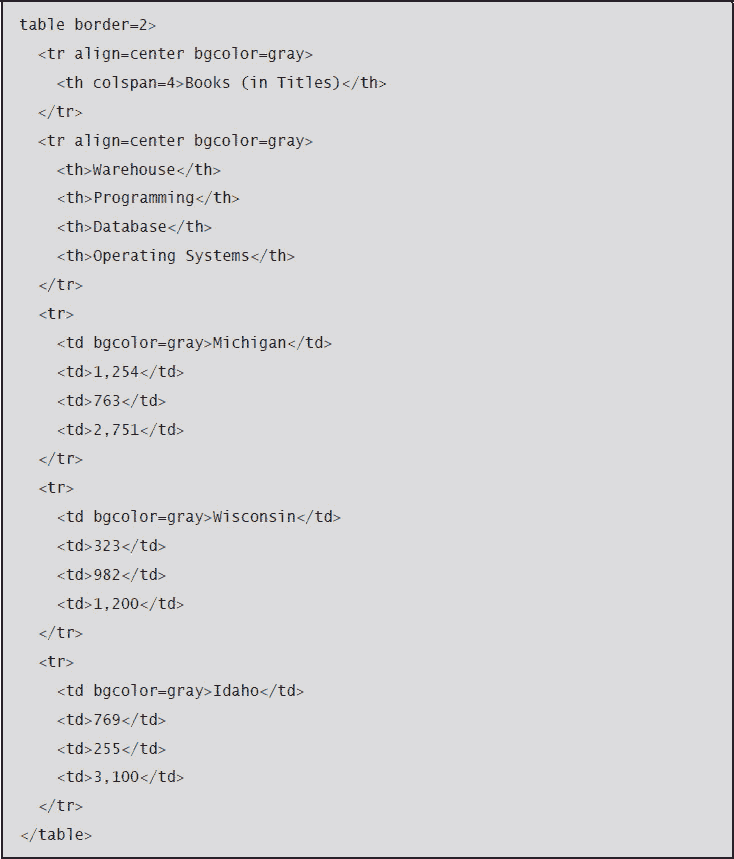 table border=2>
<tr align=center bgcolor=gray>
<th colspan=4>Books (in Titles)</th>
</tr>
<tr align=center bgcolor=gray>
<th>Warehouse</th>
<th>Programming</th>
<th>Database</th>
<th>Operating Systems</th>
</tr>
<tr>
<td bgcolor=gray>Michigan</td>
<td>1,254</td>
<td>763</td>
<td>2,751</td>
</tr>
<tr>
<td bgcolor=gray>Wisconsin</td>
<td>323</td>
<td>982</td>
<td>1,200</td>
</tr>
<tr>
<td bgcolor=gray>Idaho</td>
<td>769</td>
<td>255</td>
<td>3,100</td>
</tr>
</table>